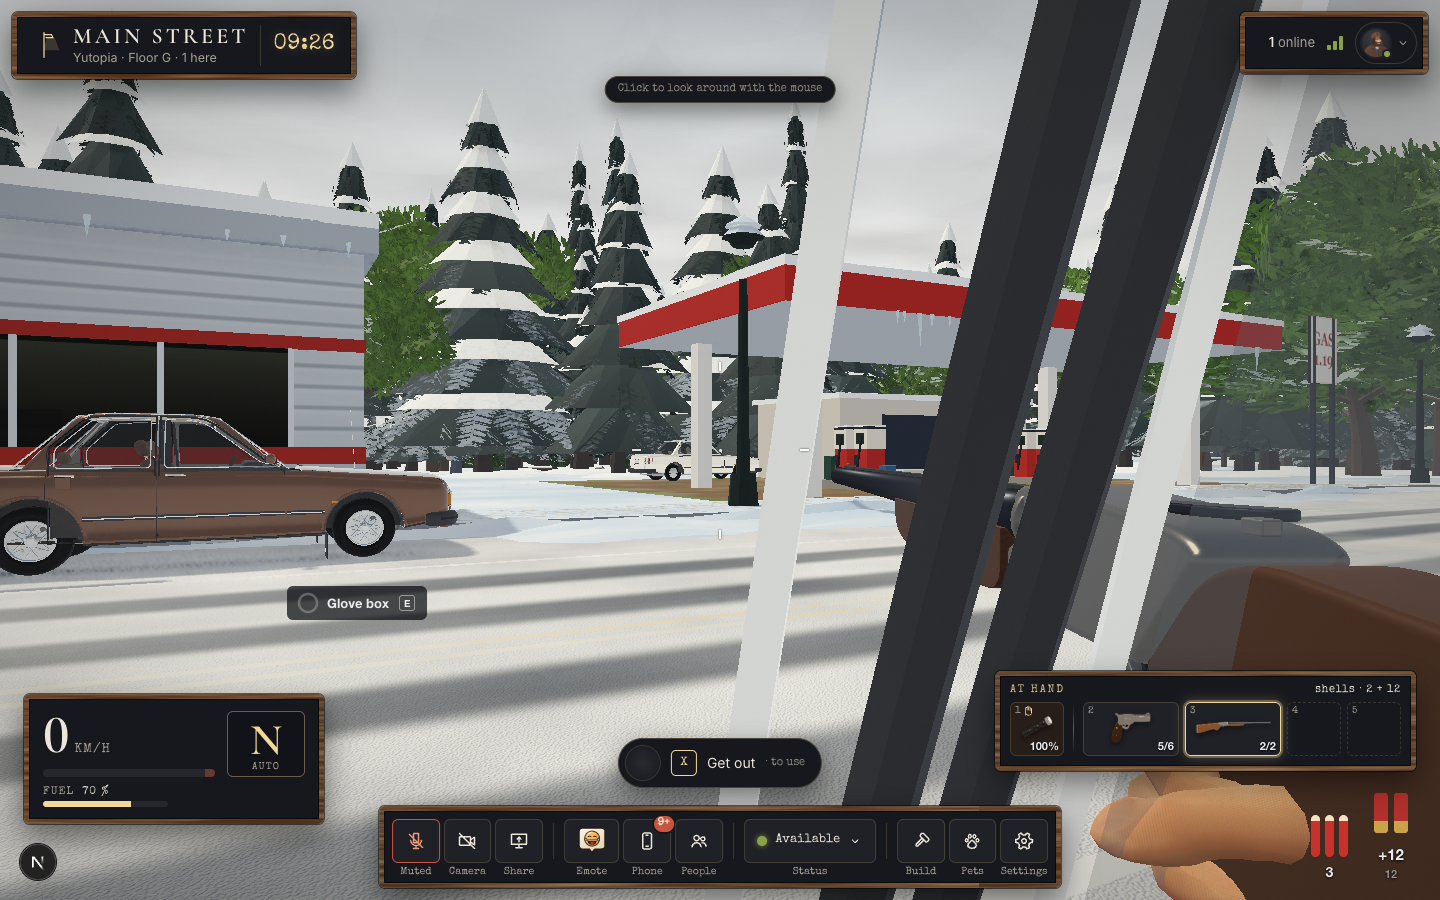 MAIN STREET
Yutopia · Floor G · 1 here
09:26
1 online
Click to look around with the mouse
GAS
1.19
Glove box E
0 KM/H
N
AUTO
FUEL 70 %
X Get out · to use
AT HAND
shells · 2 + 12
1
100%
2
5/6
3
2/2
4
5
9+
Available
Muted
Camera
Share
Emote
Phone
People
Status
Build
Pets
Settings
N
3
+12
12